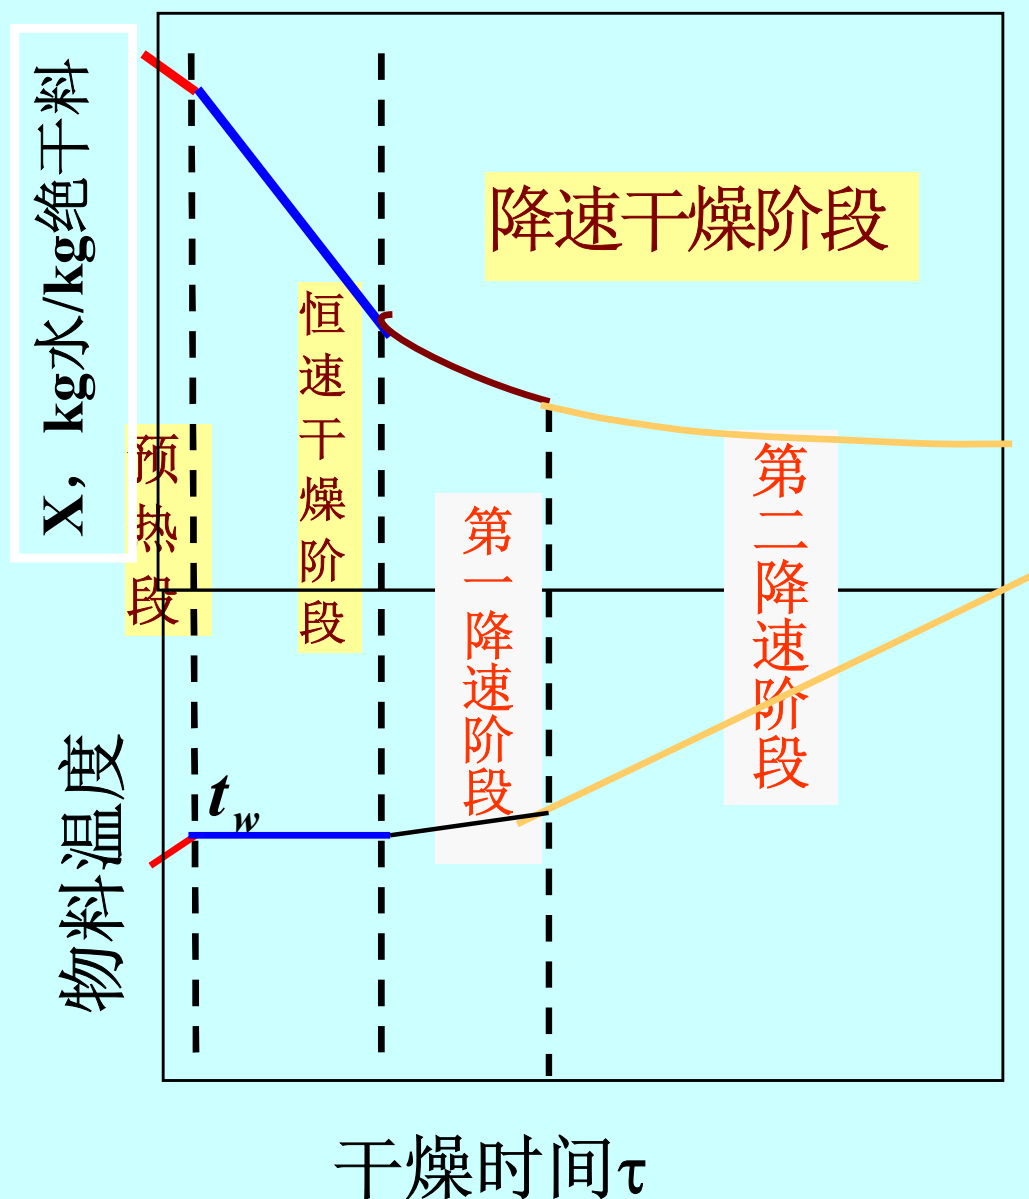 X，kg水/kg绝干料
降速干燥阶段
恒速干燥阶段
预热段
第一降速阶段
第二降速阶段
tw
物料温度
干燥时间τ